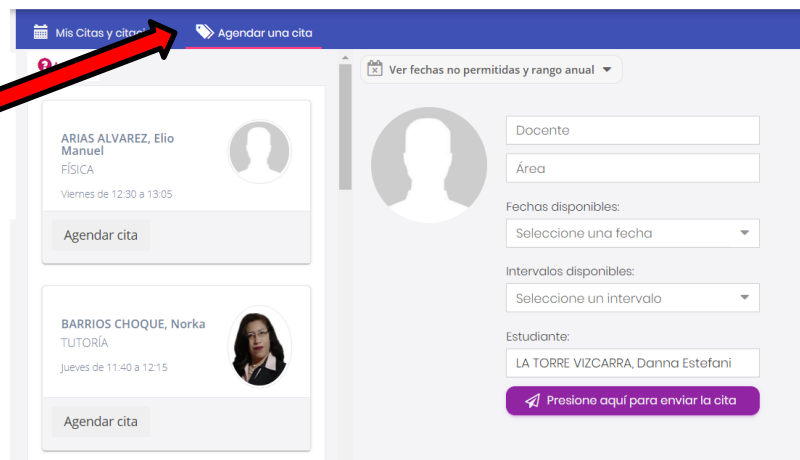 Mis Citas y
Agendar una cita
ARIAS ALVAREZ, Elio
Manuel
FÍSICA
Viernes de 12:30 a 13:05
Agendar cita
BARRIOS CHOQUE, Norka
TUTORÍA
Jueves de 11:40 a 12:15
Agendar cita
Ver fechas no permitidas y rango anual
Docente
Área
Fechas disponibles:
Seleccione una fecha
Intervalos disponibles:
Seleccione un intervalo
Estudiante:
LA TORRE VIZCARRA, Danna Estefani
Presione aquí para enviar la cita